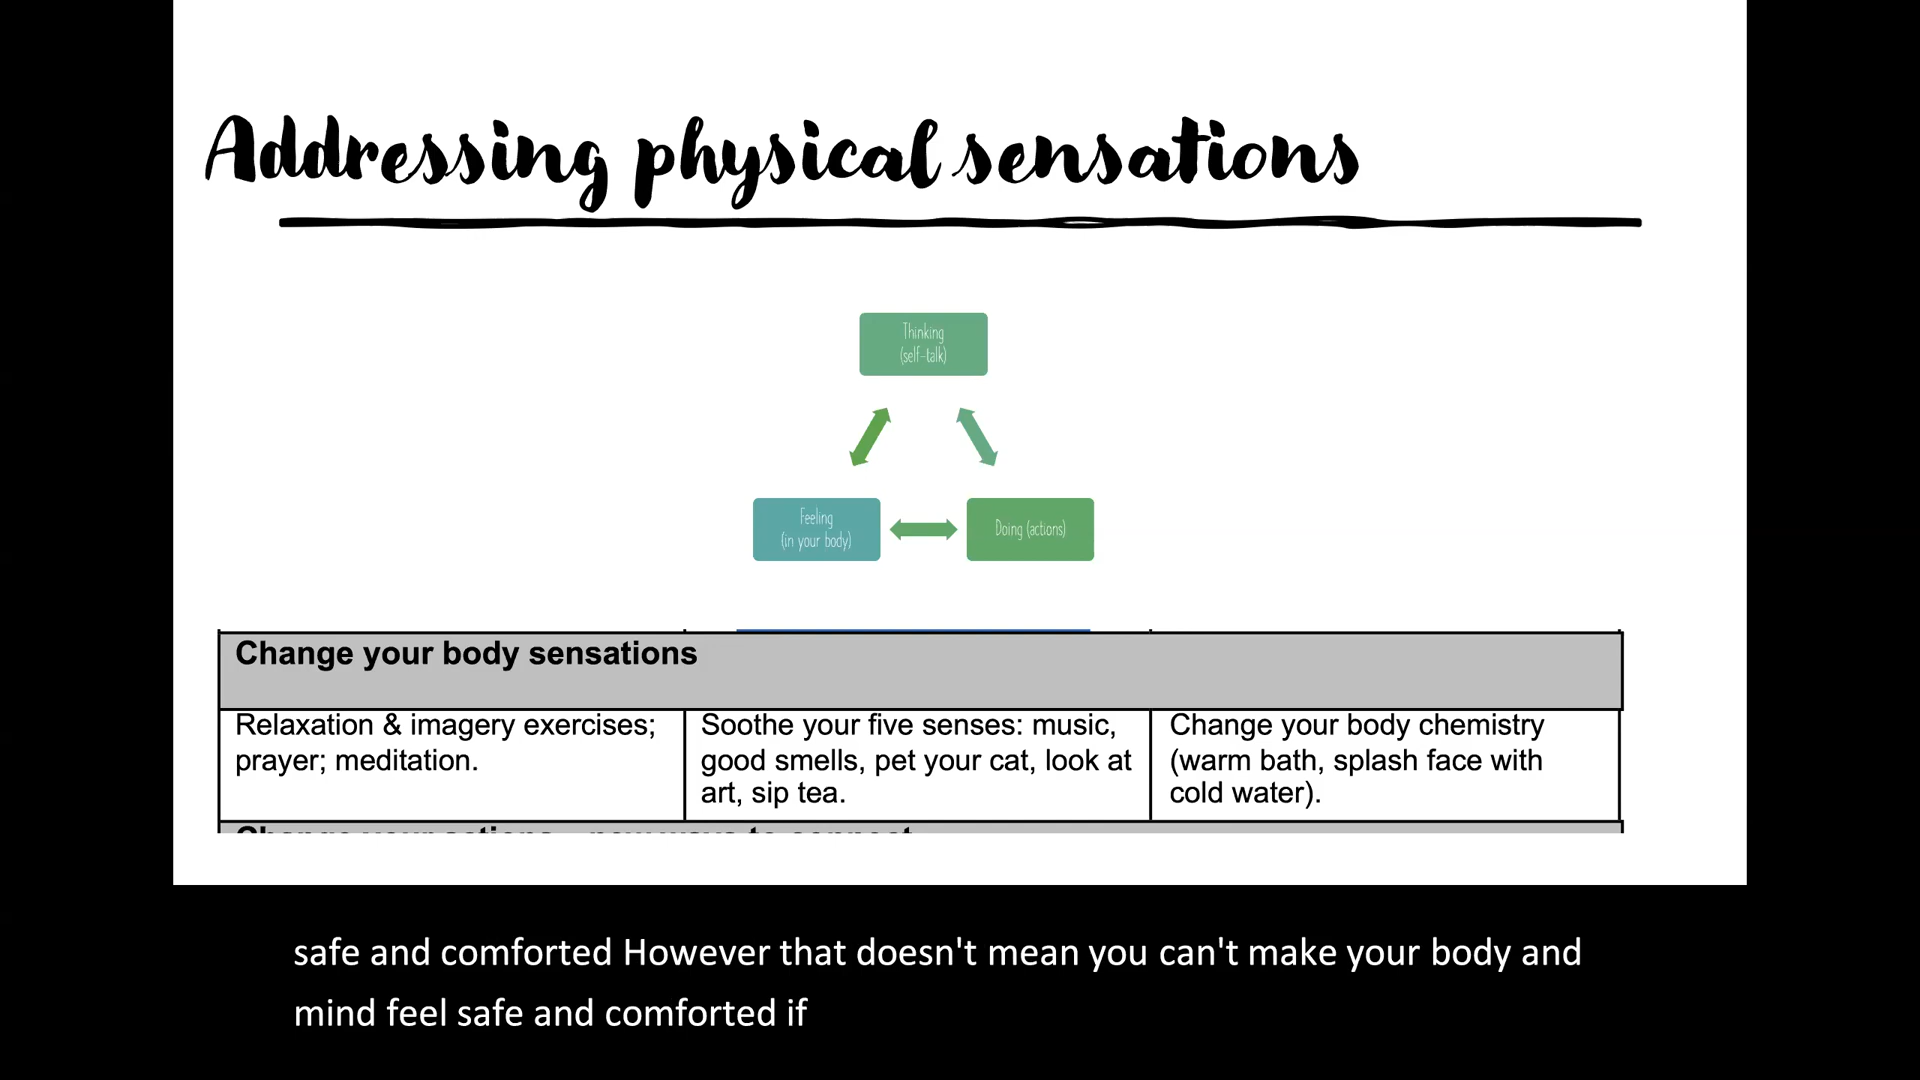 Addressing physical sensations
Thinking
(self-talk)
Feeling
(in your body)
Doing (actions)
Change your body sensations
Relaxation & imagery exercises;
prayer; meditation.
Soothe your five senses: music,
good smells, pet your cat, look at
art, sip tea.
Change your body chemistry
(warm bath, splash face with
cold water).
safe and comforted However that doesn't mean you can't make your body and
mind feel safe and comforted if